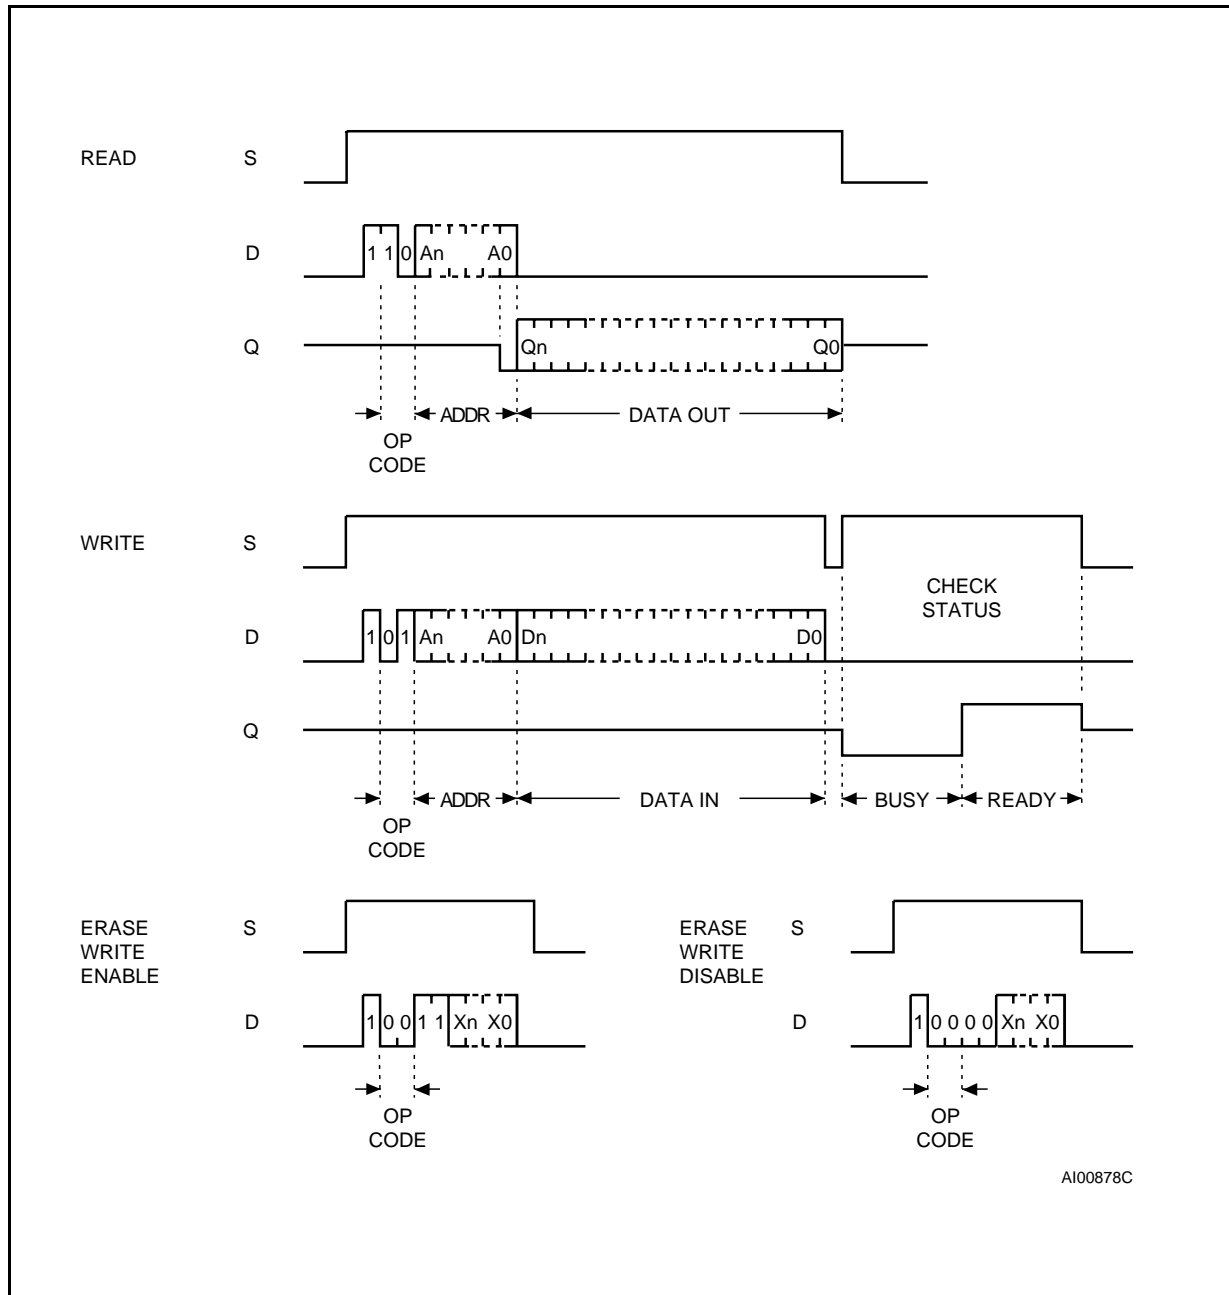 READ S
D 1 1 0 An A0
Q Qn Q0
ADDR DATA OUT
OP
CODE
WRITE S
CHECK
STATUS
D 1 0 1 An A0 Dn D0
Q
ADDR DATA IN BUSY READY
OP
CODE
ERASE
WRITE
ENABLE
S
D 1 0 0 1 1 Xn X0
OP
CODE
ERASE
WRITE
DISABLE
S
D 1 0 0 0 0 Xn X0
OP
CODE
AI00878C